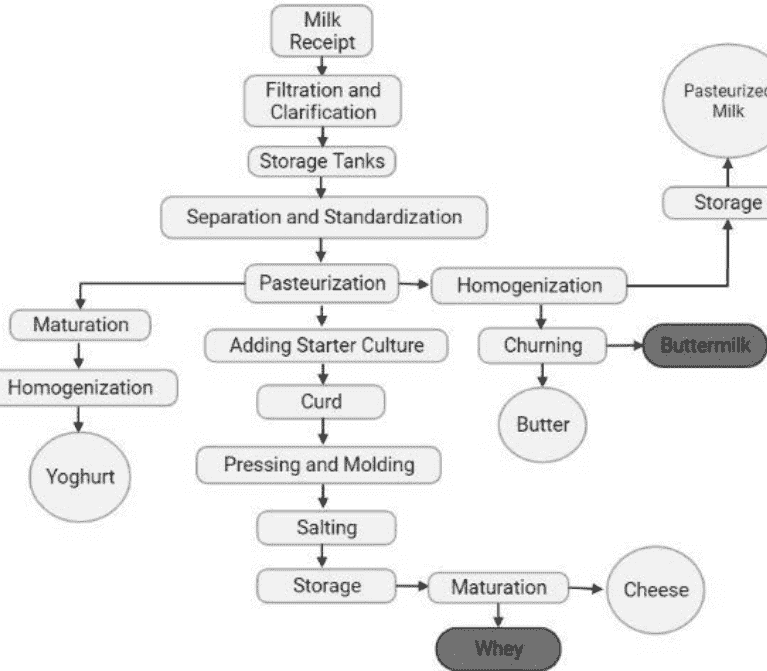 Milk
Receipt
Filtration and
Clarification
Storage Tanks
Separation and Standardization
Pasteurization
Homogenization
Storage
Pasteurized
Milk
Maturation
Homogenization
Yoghurt
Adding Starter Culture
Curd
Pressing and Molding
Salting
Storage
Maturation
Cheese
Whey
Churning
Buttermilk
Butter